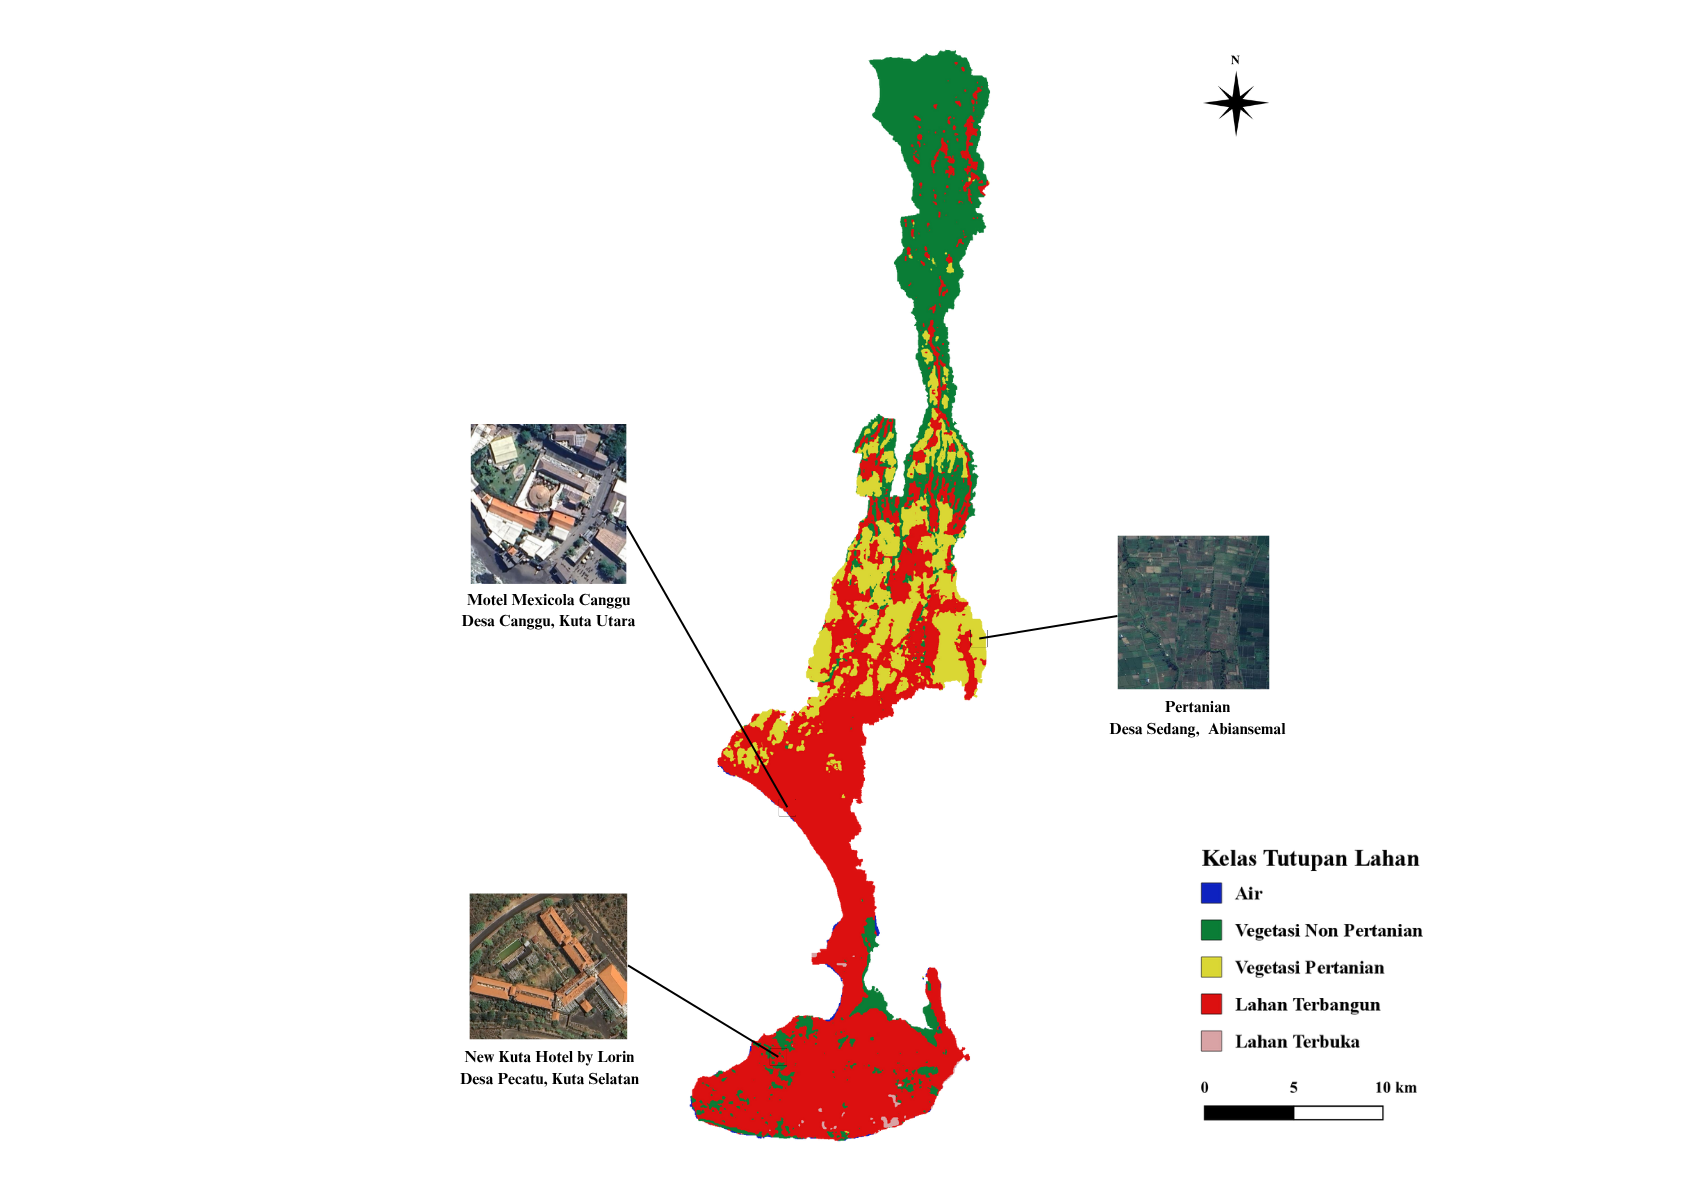 N
Motel Mexicola Canggu
Desa Canggu, Kuta Utara
Pertanian
Desa Sedang, Abiansemal
New Kuta Hotel by Lorin
Desa Pecatu, Kuta Selatan
Kelas Tutupan Lahan
Air
Vegetasi Non Pertanian
Vegetasi Pertanian
Lahan Terbangun
Lahan Terbuka
0 5 10 km